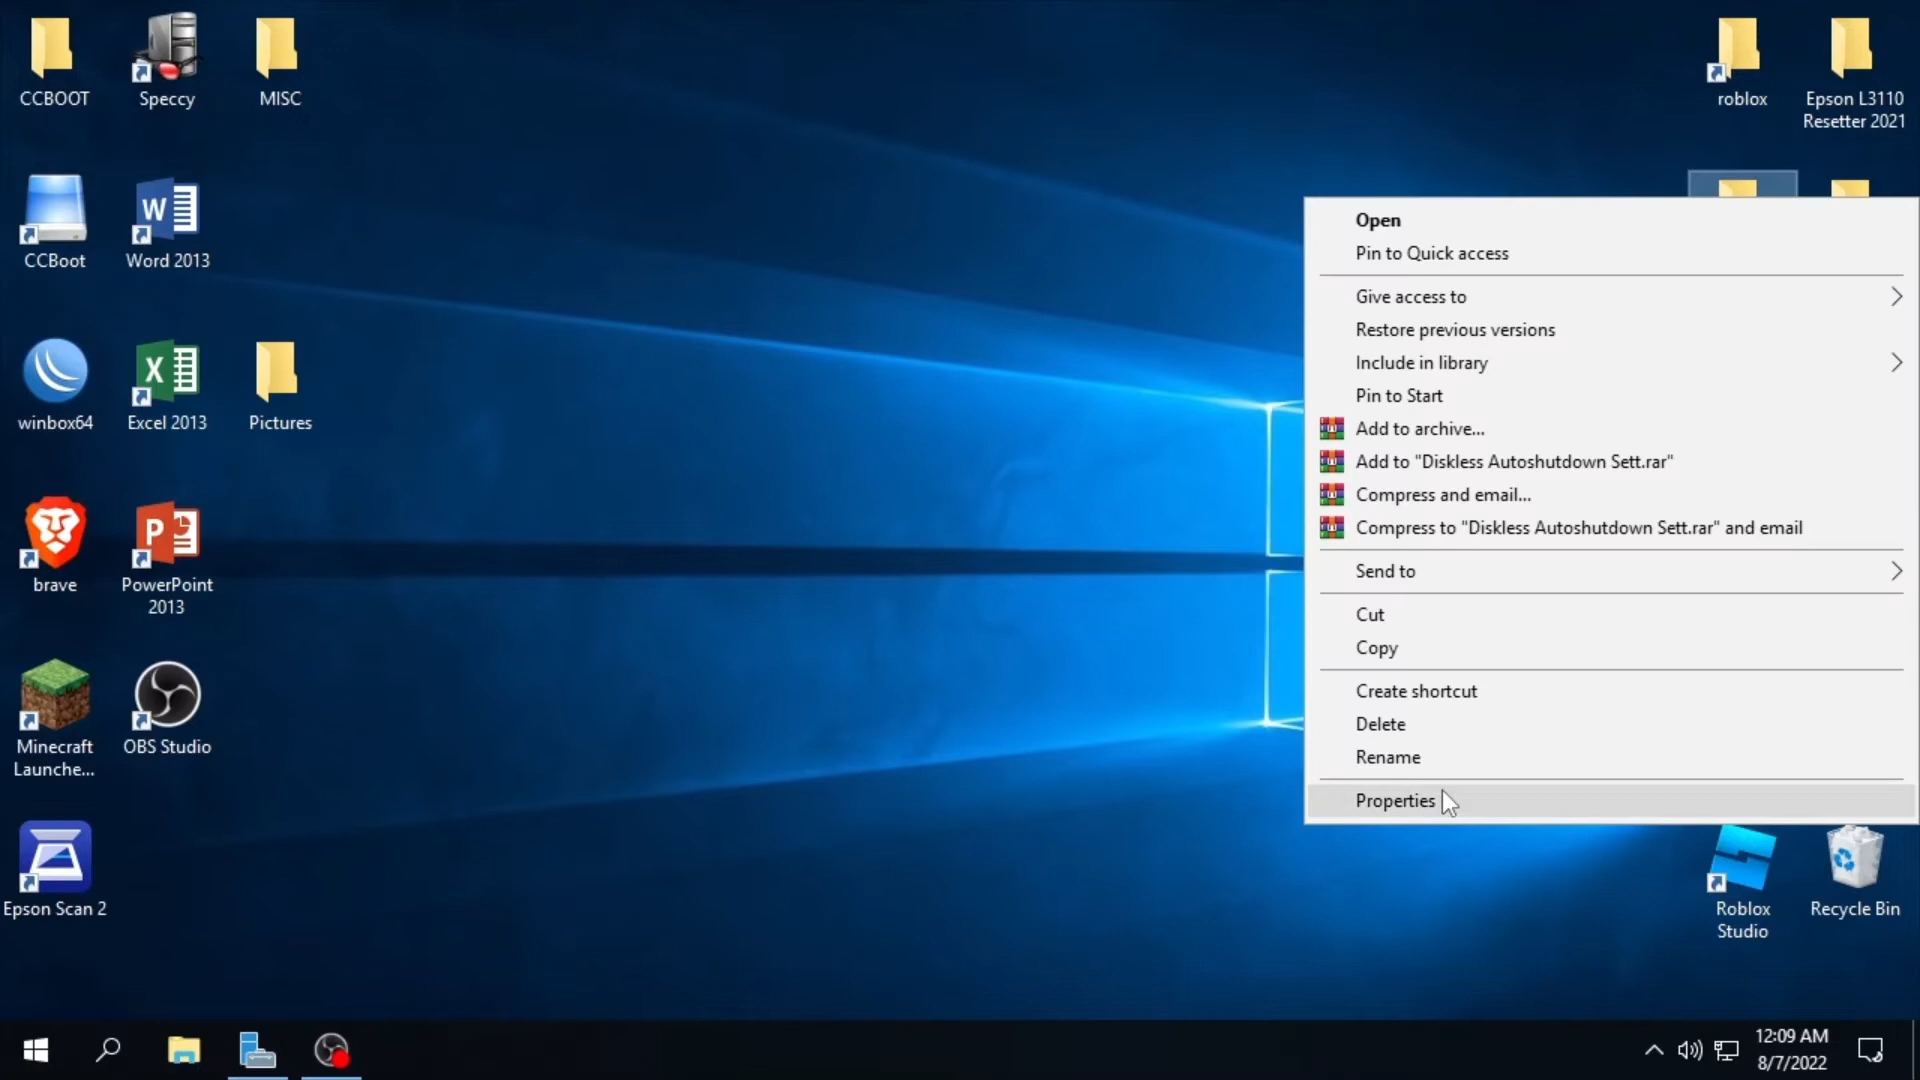 CCBOOT
Speccy
MISC
roblox
Epson L3110
Resetter 2021
CCBoot
Word 2013
winbox64
Excel 2013
Pictures
brave
PowerPoint
2013
Minecraft
Launche...
OBS Studio
Epson Scan 2
Open
Pin to Quick access
Give access to
Restore previous versions
Include in library
Pin to Start
Add to archive...
Add to "Diskless Autoshutdown Sett.rar"
Compress and email...
Compress to "Diskless Autoshutdown Sett.rar" and email
Send to
Cut
Copy
Create shortcut
Delete
Rename
Properties
Roblox
Studio
Recycle Bin
12:09 AM
8/7/2022